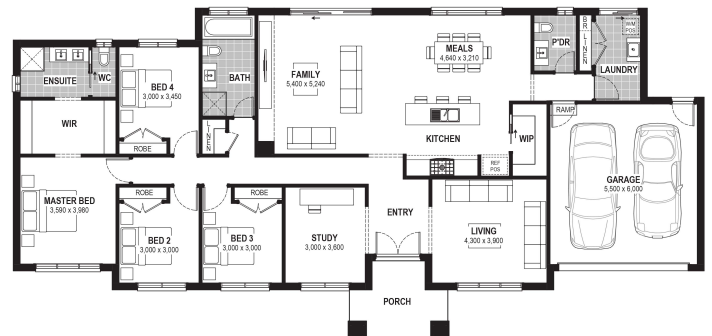 ENSUITE
WC
WIR
BED 4
3,000 x 3,450
ROBE
BATH
LINEN
FAMILY
5,400 x 5,240
MEALS
4,640 x 3,210
KITCHEN
P'DR
BR
LINEN
W/M
POS
LAUNDRY
WIP
REF
POS
RAMP
GARAGE
5,500 x 6,000
MASTER BED
3,590 x 3,980
ROBE
BED 2
3,000 x 3,000
ROBE
BED 3
3,000 x 3,000
STUDY
3,000 x 3,600
ENTRY
LIVING
4,300 x 3,900
PORCH